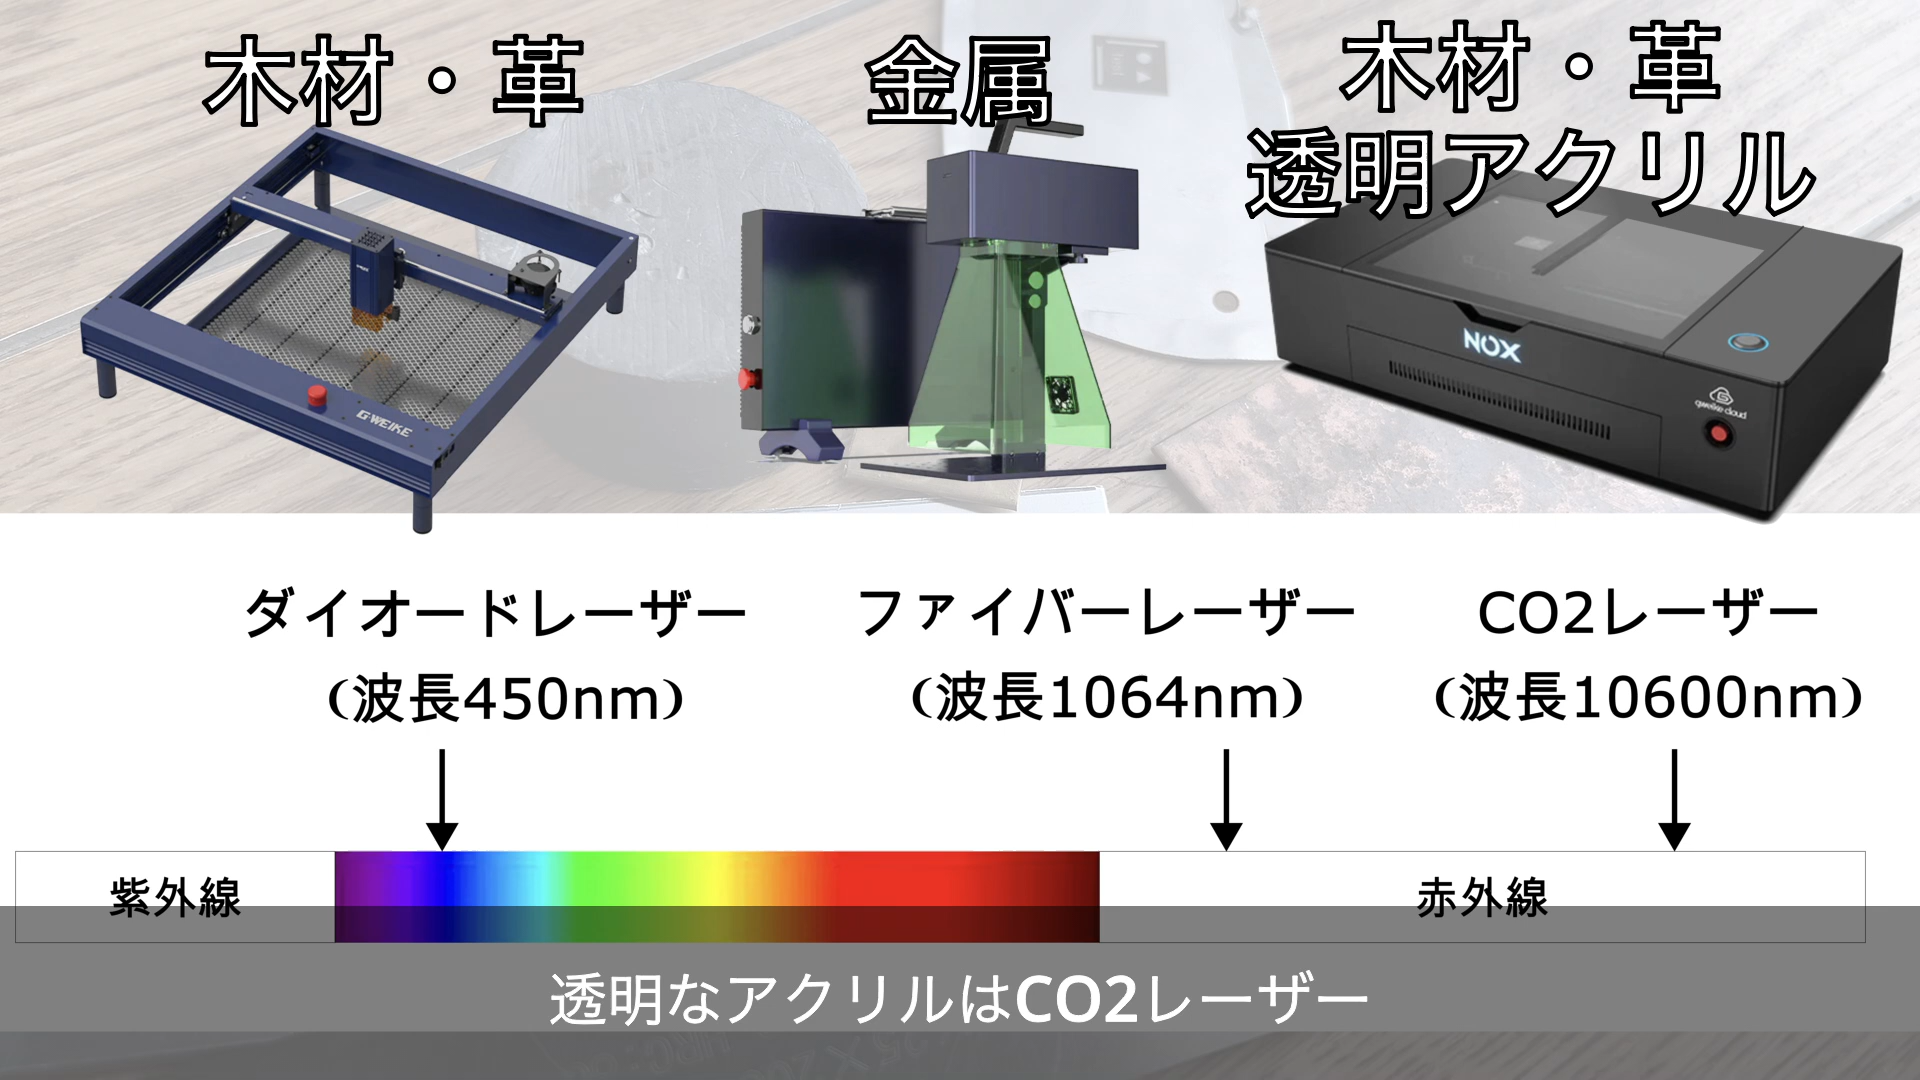 木材・革
金属
木材・革
透明アクリル
G-WEIKE
NOX
gweike cloud
ダイオードレーザー
(波長450nm)
ファイバーレーザー
(波長1064nm)
CO2レーザー
(波長10600nm)
紫外線
赤外線
透明なアクリルはCO2レーザー